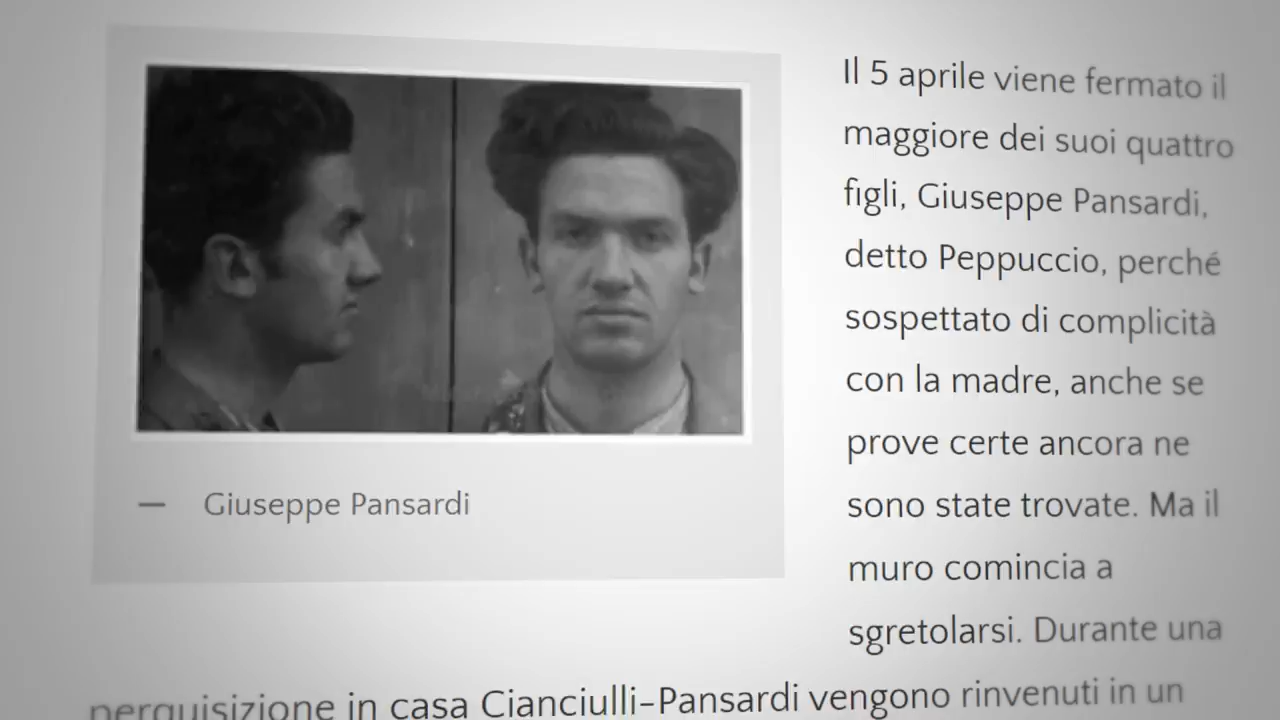 Il 5 aprile viene fermato il
maggiore dei suoi quattro
figli, Giuseppe Pansardi,
detto Peppuccio, perché
sospettato di complicità
con la madre, anche se
prove certe ancora ne
sono state trovate. Ma il
muro comincia a
sgretolarsi. Durante una
perquisizione in casa Cianciulli-Pansardi vengono rinvenuti in un
— Giuseppe Pansardi